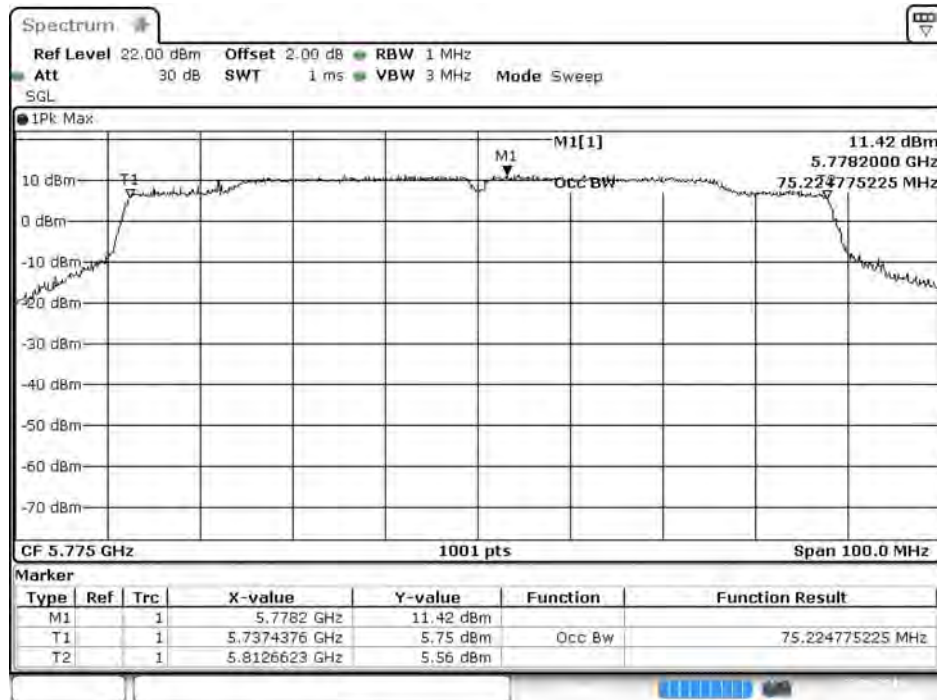 Spectrum
Ref Level 22.00 dBm Offset 2.00 dB RBW 1 MHz
Att 30 dB SWT 1 ms VBW 3 MHz Mode Sweep
SGL
1Pk Max
M1[1] 11.42 dBm
M1 5.7782000 GHz
10 dBm T1 Occ BW 75.224775225 MHz
0 dBm
-10 dBm
-20 dBm
-30 dBm
-40 dBm
-50 dBm
-60 dBm
-70 dBm
CF 5.775 GHz 1001 pts Span 100.0 MHz
Marker
Type Ref Trc X-value Y-value Function Function Result
M1 1 5.7782 GHz 11.42 dBm
T1 1 5.7374376 GHz 5.75 dBm Occ Bw 75.224775225 MHz
T2 1 5.8126623 GHz 5.56 dBm